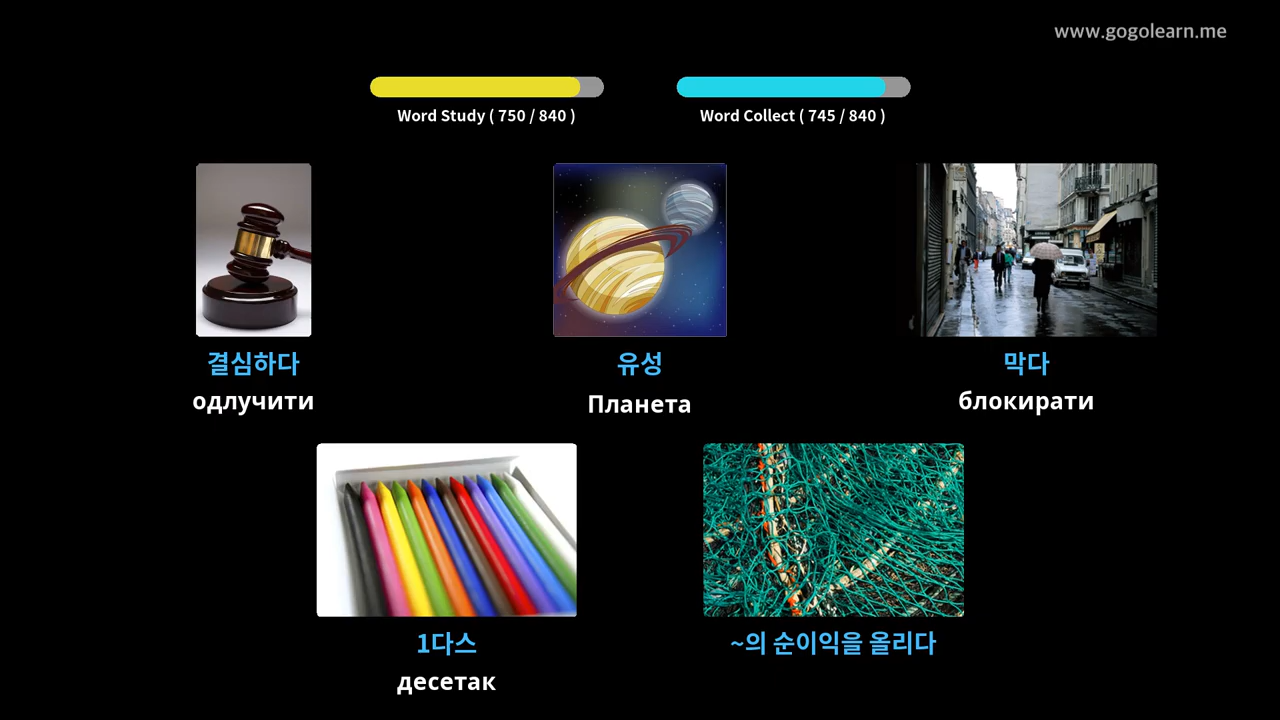 www.gogolearn.me
Word Study ( 750 / 840 )
Word Collect ( 745 / 840 )
결심하다
одлучити
유성
Планета
막다
блокирати
1다스
десетак
~의 순이익을 올리다